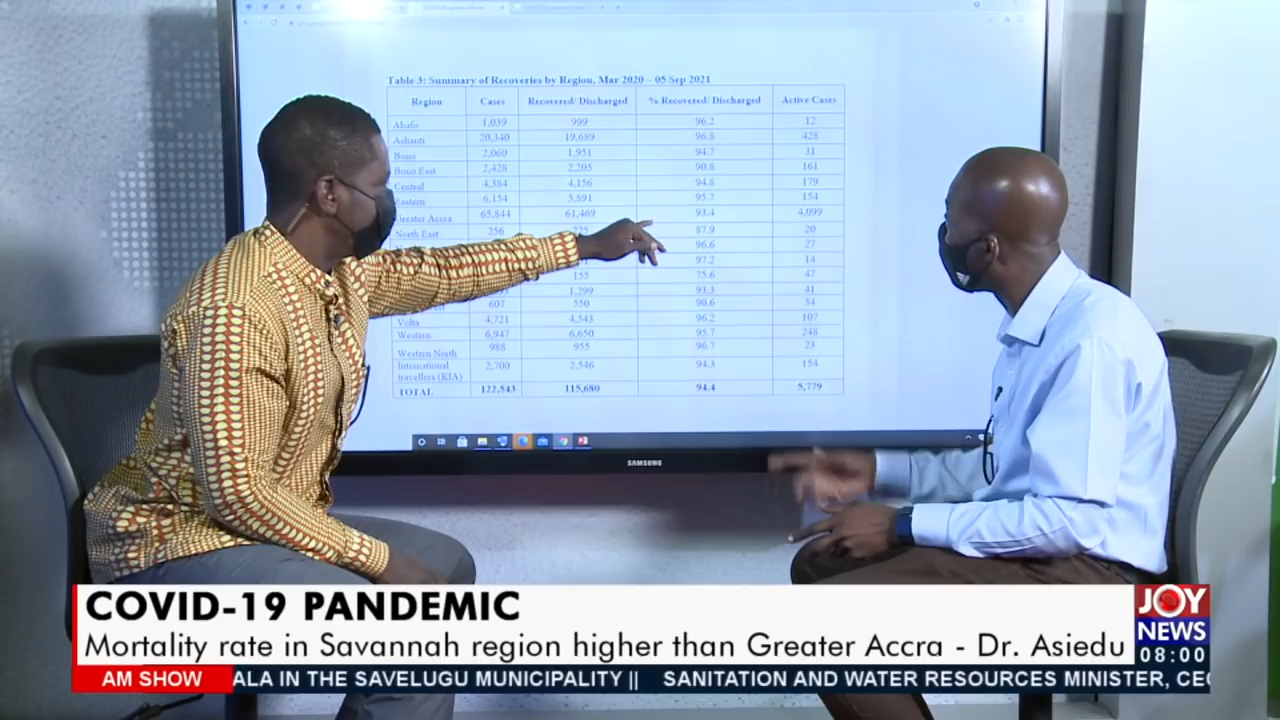 Table 3: Summary of Recoveries by Region, Mar 2020 – 05 Sep 2021
Region Cases Recovered/ Discharged % Recovered/ Discharged Active Cases
Ahafo 1,039 999 96.2 12
Ashanti 20,340 19,689 96.8 428
Bono 2,060 1,951 94.7 31
Bono East 2,428 2,205 90.8 161
Central 4,384 4,156 94.8 179
Eastern 6,154 5,891 95.7 154
Greater Accra 65,844 61,469 93.4 4,099
North East 256 225 87.9 20
96.6 27
97.2 14
155 75.6 47
1,299 93.3 41
607 550 90.6 34
Volta 4,721 4,543 96.2 107
Western 6,947 6,650 95.7 248
Western North 988 955 96.7 23
International travellers (KIA) 2,700 2,546 94.3 154
TOTAL 122,543 115,680 94.4 5,779
SAMSUNG
COVID-19 PANDEMIC
Mortality rate in Savannah region higher than Greater Accra - Dr. Asiedu
JOY
NEWS
08:00
AM SHOW
ALA IN THE SAVELUGU MUNICIPALITY || SANITATION AND WATER RESOURCES MINISTER, CEC